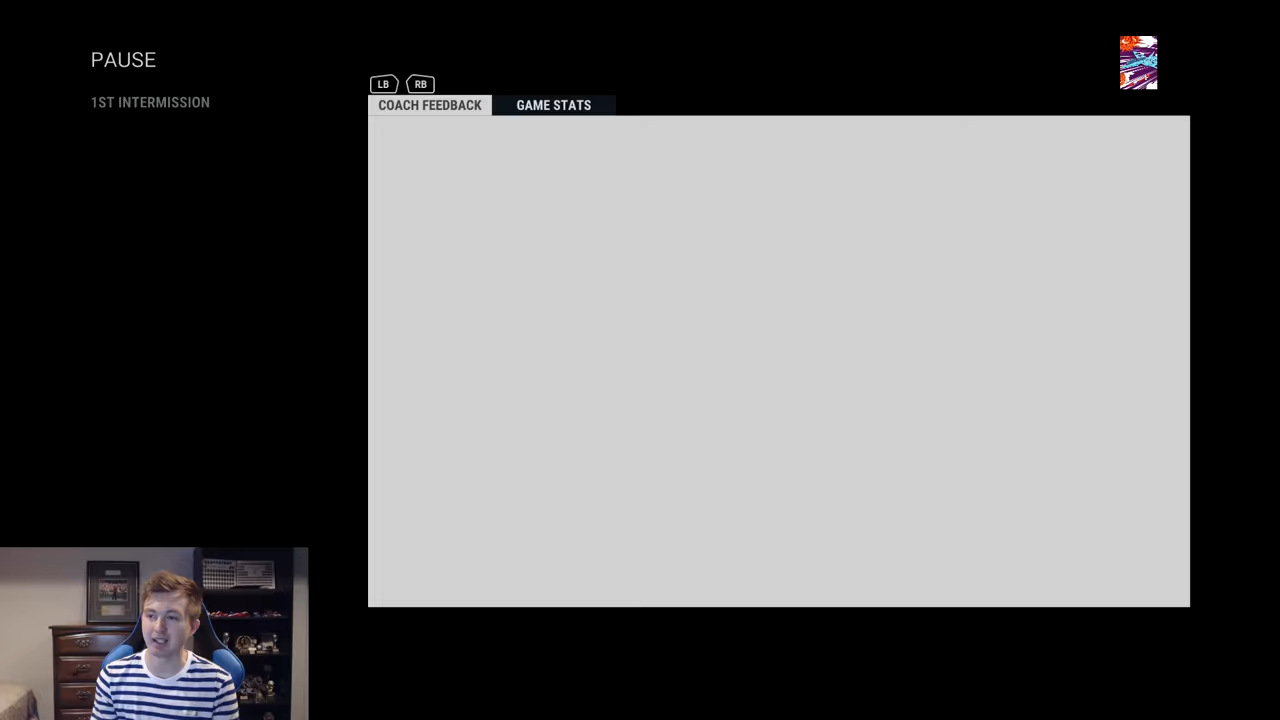 PAUSE
1ST INTERMISSION
LB RB
COACH FEEDBACK GAME STATS